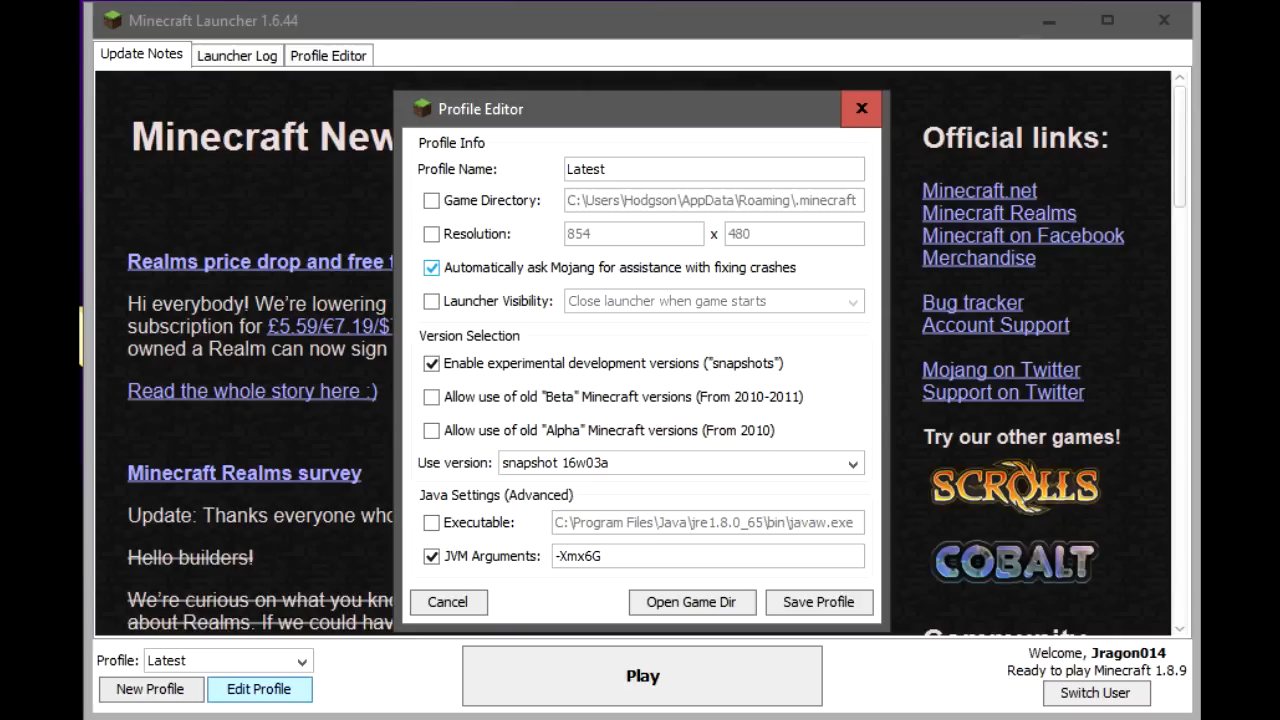 Minecraft Launcher 1.6.44
Update Notes
Launcher Log
Profile Editor
Minecraft New
Realms price drop and free
Hi everybody! We’re lowering
subscription for £5.59/€7.19/$
owned a Realm can now sign
Read the whole story here :)
Minecraft Realms survey
Update: Thanks everyone who
Hello builders!
We’re curious on what you
about Realms. If we could
Profile Editor
x
Profile Info
Profile Name: Latest
Game Directory: C:\Users\Hodgson\AppData\Roaming\.minecraft
Resolution: 854 x 480
Automatically ask Mojang for assistance with fixing crashes
Launcher Visibility: Close launcher when game starts
Version Selection
Enable experimental development versions ("snapshots")
Allow use of old "Beta" Minecraft versions (From 2010-2011)
Allow use of old "Alpha" Minecraft versions (From 2010)
Use version: snapshot 16w03a
Java Settings (Advanced)
Executable: C:\Program Files\Java\jre1.8.0_65\bin\javaw.exe
JVM Arguments: -Xmx6G
Cancel
Open Game Dir
Save Profile
Official links:
Minecraft.net
Minecraft Realms
Minecraft on Facebook
Merchandise
Bug tracker
Account Support
Mojang on Twitter
Support on Twitter
Try our other games!
SCROLLS
COBALT
Profile: Latest
New Profile
Edit Profile
Play
Welcome, Jragon014
Ready to play Minecraft 1.8.9
Switch User